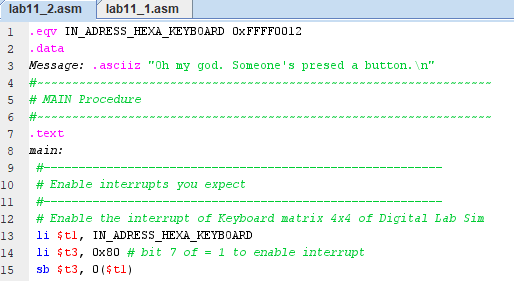 lab11_2.asm lab11_1.asm
1 .eqv IN_ADRESS_HEXA_KEYBOARD 0xFFFF0012
2 .data
3 Message: .asciiz "Oh my god. Someone's presed a button.\n"
4 #----------------------------------------------------------------
5 # MAIN Procedure
6 #----------------------------------------------------------------
7 .text
8 main:
9 #---------------------------------------------------------
10 # Enable interrupts you expect
11 #---------------------------------------------------------
12 # Enable the interrupt of Keyboard matrix 4x4 of Digital Lab Sim
13 li $t1, IN_ADRESS_HEXA_KEYBOARD
14 li $t3, 0x80 # bit 7 of = 1 to enable interrupt
15 sb $t3, 0($t1)